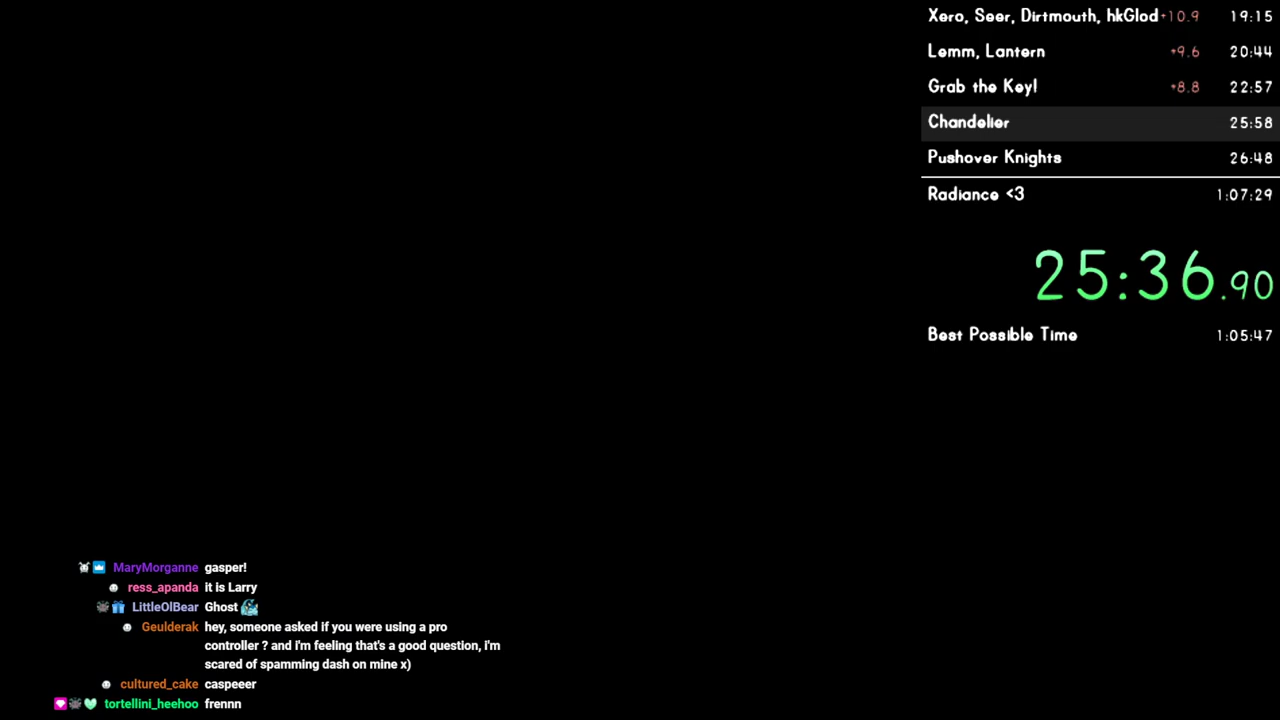 Xero, Seer, Dirtmouth, hkGlod +10.9 19:15
Lemm, Lantern +9.6 20:44
Grab the Key! +8.8 22:57
Chandelier 25:58
Pushover Knights 26:48
Radiance <3 1:07:29
25:36.90
Best Possible Time 1:05:47
MaryMorganne gasper!
ress_apanda it is Larry
LittleOlBear Ghost
Geulderak hey, someone asked if you were using a pro
controller ? and i'm feeling that's a good question, i'm
scared of spamming dash on mine x)
cultured_cake caspeeer
tortellini_heehoo frennn